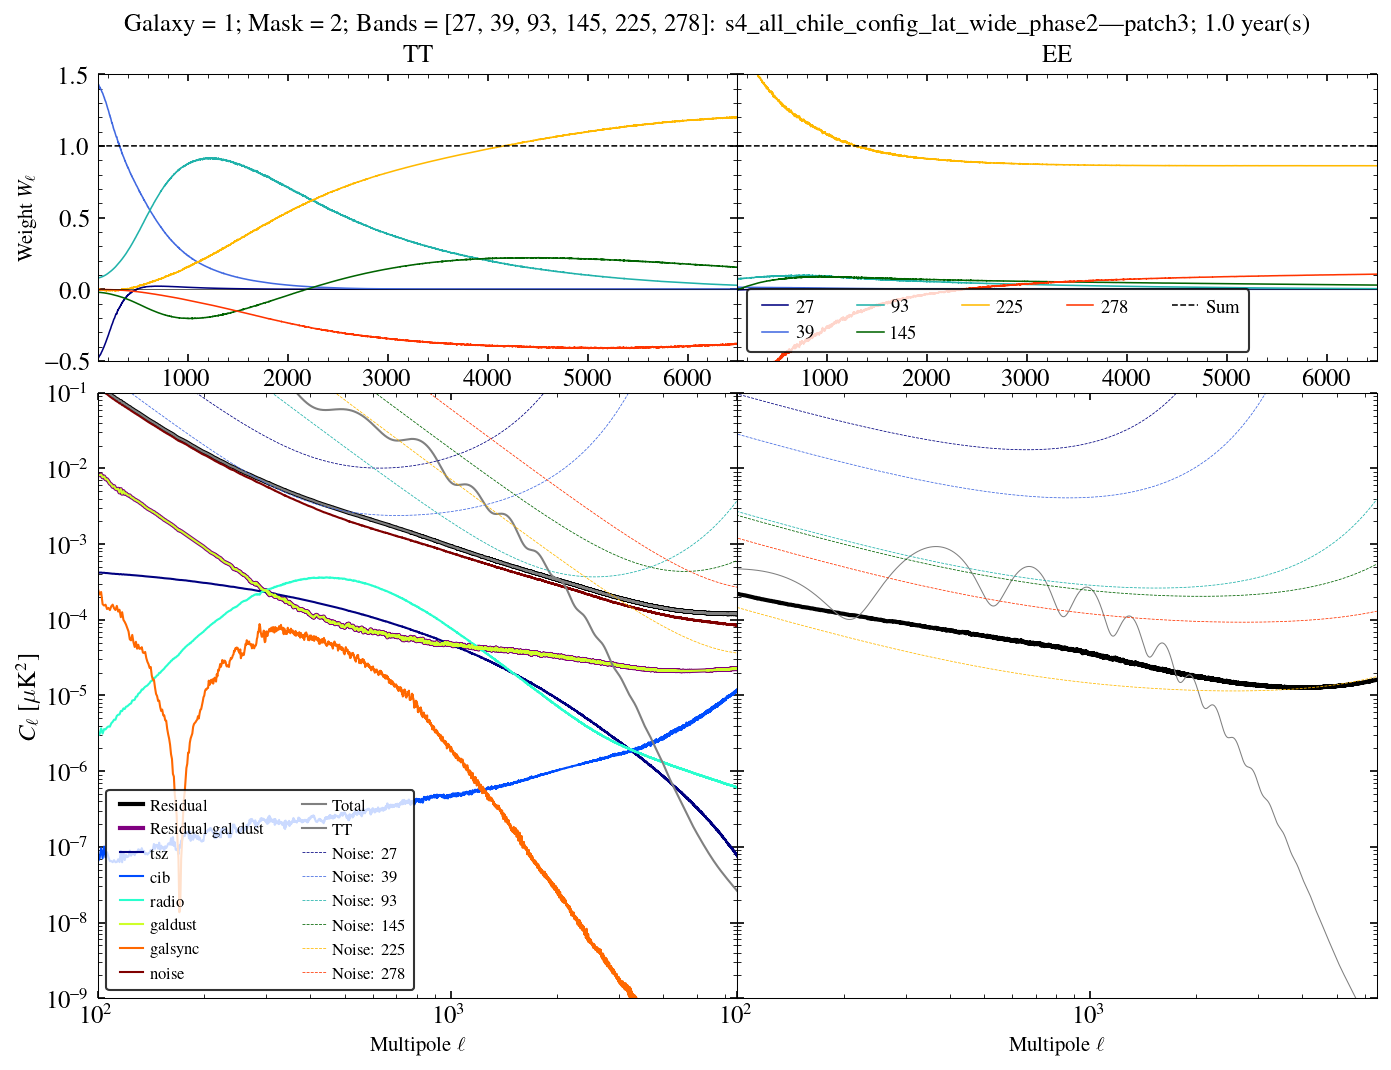 Galaxy = 1; Mask = 2; Bands = [27, 39, 93, 145, 225, 278]: s4_all_chile_config_lat_wide_phase2—patch3; 1.0 year(s)
TT
EE
1.5
1.0
0.5
0.0
−0.5
Weight W_ℓ
1000 2000 3000 4000 5000 6000
1000 2000 3000 4000 5000 6000
27 93 225 278 Sum
39 145
10^{-1}
10^{-2}
10^{-3}
10^{-4}
10^{-5}
10^{-6}
10^{-7}
10^{-8}
10^{-9}
C_ℓ [μK^2]
Residual
Residual gal dust
tsz
cib
radio
galdust
galsync
noise
Total
TT
Noise: 27
Noise: 39
Noise: 93
Noise: 145
Noise: 225
Noise: 278
10^2 10^3
10^2 10^3
Multipole ℓ
Multipole ℓ